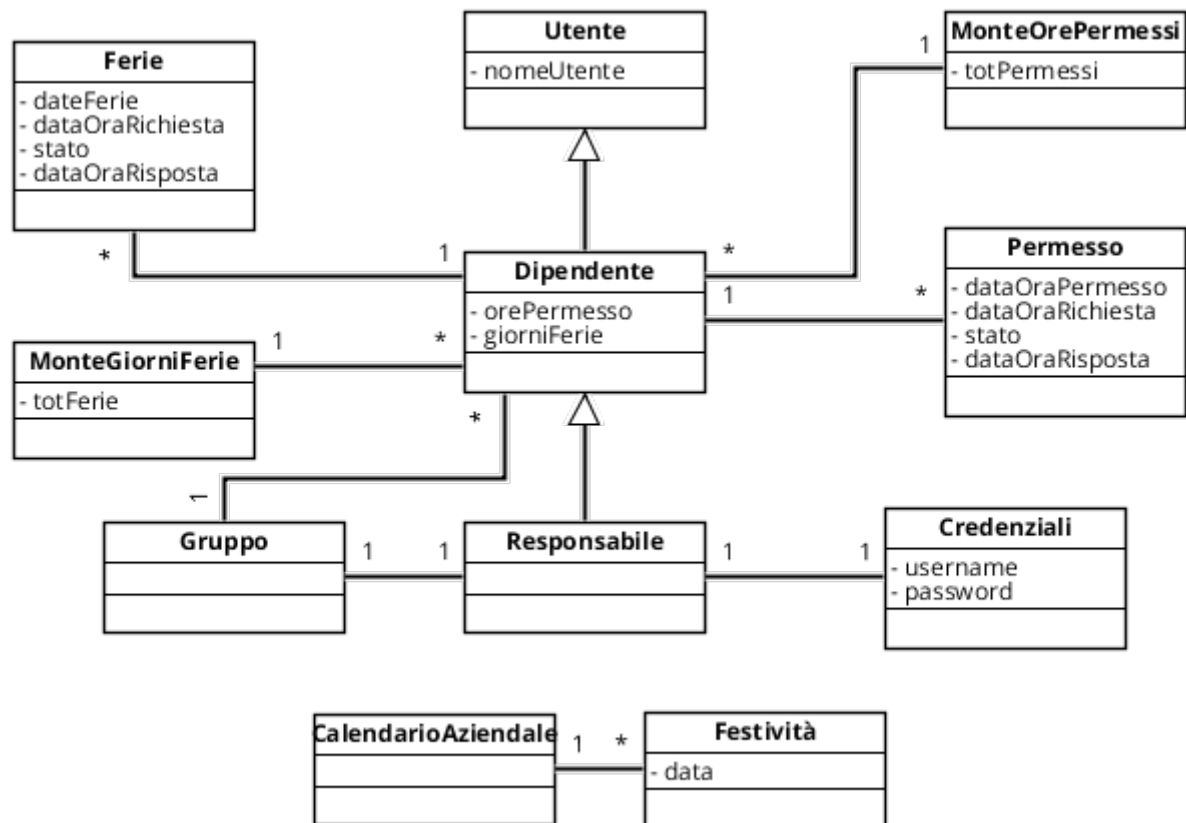 Utente
- nomeUtente
MonteOrePermessi
- totPermessi
1
*
Ferie
- dateFerie
- dataOraRichiesta
- stato
- dataOraRisposta
*
1
Dipendente
- orePermesso
- giorniFerie
1
*
Permesso
- dataOraPermesso
- dataOraRichiesta
- stato
- dataOraRisposta
MonteGiorniFerie
- totFerie
1
*
*
1
Gruppo
1
1
Responsabile
1
1
Credenziali
- username
- password
CalendarioAziendale
1
*
Festività
- data